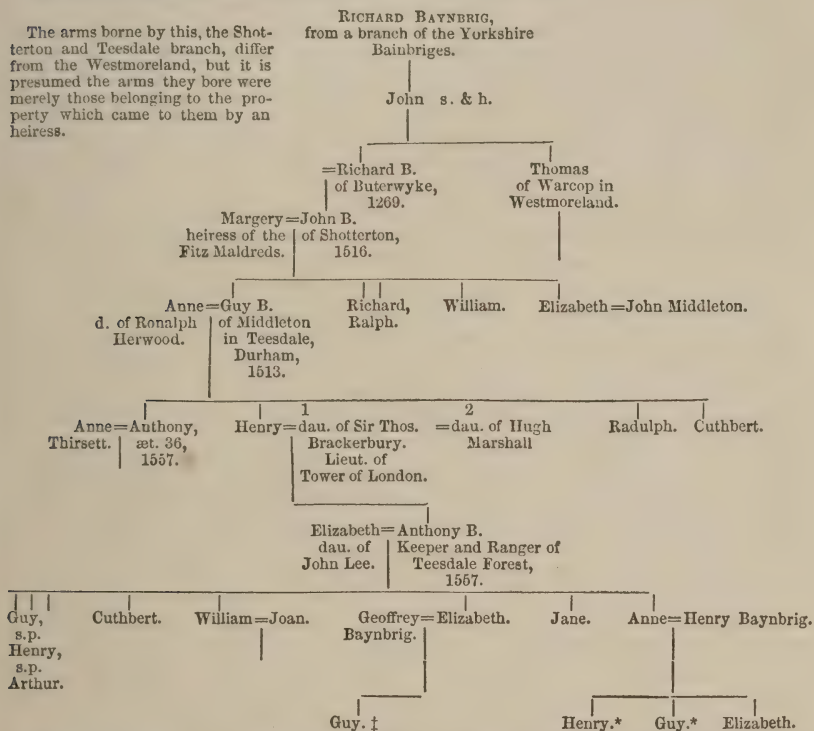 The arms borne by this, the Shot-
terton and Teesdale branch, differ
from the Westmoreland, but it is
presumed the arms they bore were
merely those belonging to the pro-
perty which came to them by an
heiress.
RICHARD BAYNBRIG,
from a branch of the Yorkshire
Bainbriges.
John s. & h.
=Richard B.
of Buterwyke,
1269.
Thomas
of Warcop in
Westmoreland.
Margery=John B.
heiress of the of Shotterton,
Fitz Maldreds. 1516.
Anne=Guy B.
d. of Ronalph of Middleton
Herwood. in Teesdale,
Durham,
1513.
Richard,
Ralph.
William.
Elizabeth=John Middleton.
Anne=Anthony,
Thirsett. æt. 36,
1557.
1 2
Henry=dau. of Sir Thos. =dau. of Hugh
Brackerbury. Marshall
Lieut. of
Tower of London.
Radulph. Cuthbert.
Elizabeth=Anthony B.
dau. of Keeper and Ranger of
John Lee. Teesdale Forest,
1557.
Guy,
s.p.
Henry,
s.p.
Arthur.
Cuthbert.
William=Joan.
Geoffrey=Elizabeth.
Baynbrig.
Jane.
Anne=Henry Baynbrig.
Guy. ‡
Henry.* Guy.* Elizabeth.